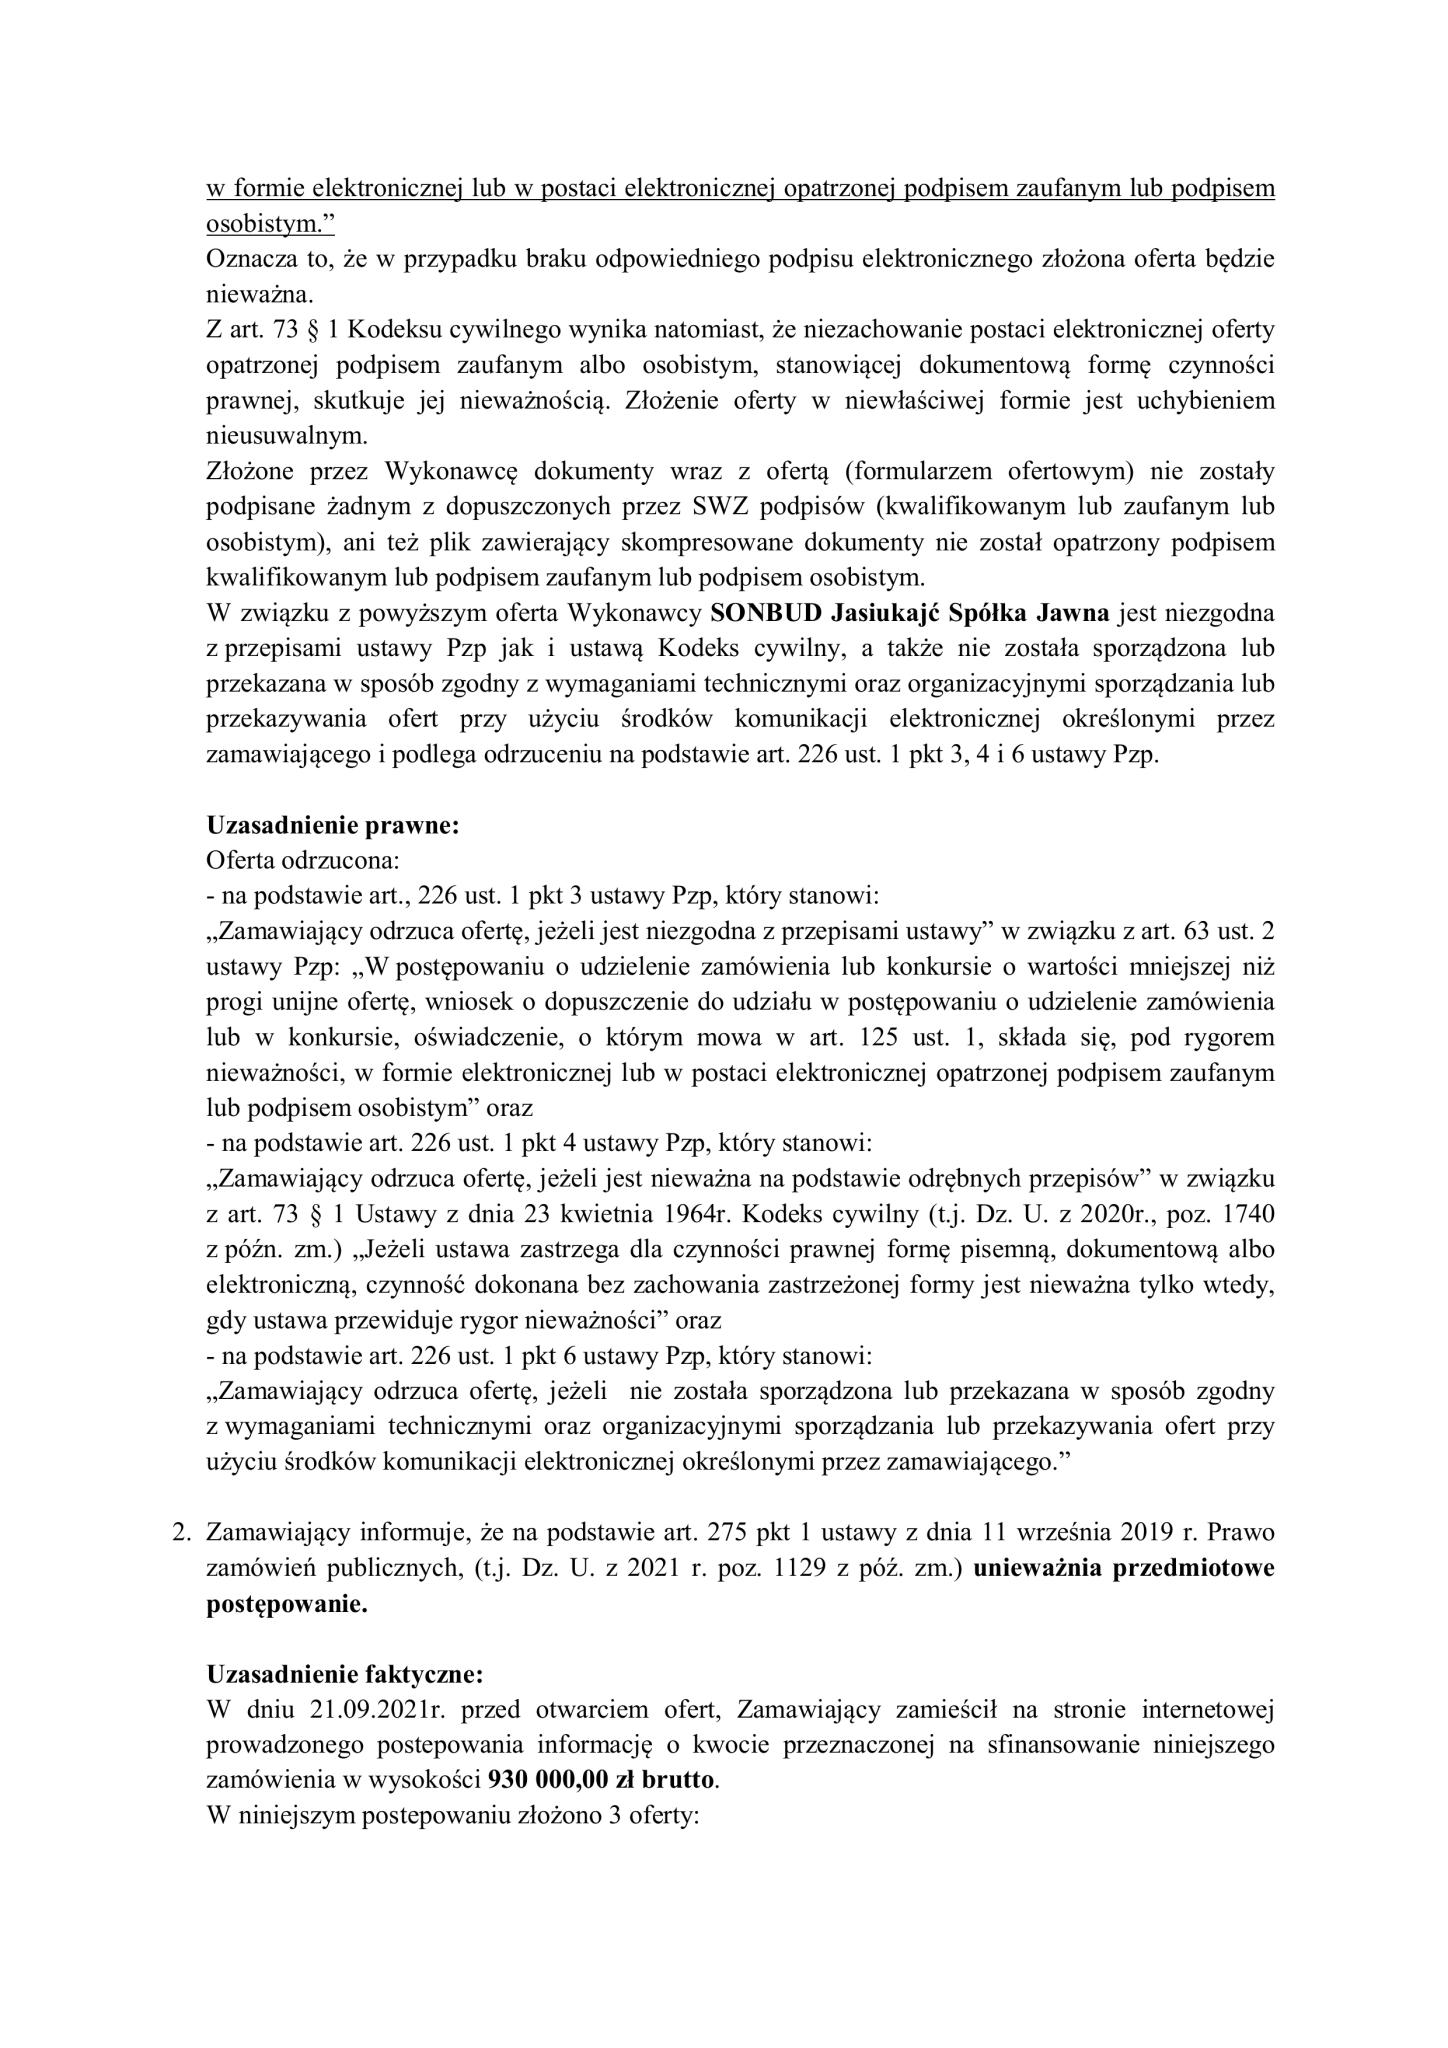 w formie elektronicznej lub w postaci elektronicznej opatrzonej podpisem zaufanym lub podpisem
osobistym.”
Oznacza to, że w przypadku braku odpowiedniego podpisu elektronicznego złożona oferta będzie
nieważna.
Z art. 73 § 1 Kodeksu cywilnego wynika natomiast, że niezachowanie postaci elektronicznej oferty
opatrzonej podpisem zaufanym albo osobistym, stanowiącej dokumentową formę czynności
prawnej, skutkuje jej nieważnością. Złożenie oferty w niewłaściwej formie jest uchybieniem
nieusuwalnym.
Złożone przez Wykonawcę dokumenty wraz z ofertą (formularzem ofertowym) nie zostały
podpisane żadnym z dopuszczonych przez SWZ podpisów (kwalifikowanym lub zaufanym lub
osobistym), ani też plik zawierający skompresowane dokumenty nie został opatrzony podpisem
kwalifikowanym lub podpisem zaufanym lub podpisem osobistym.
W związku z powyższym oferta Wykonawcy SONBUD Jasiukajć Spółka Jawna jest niezgodna
z przepisami ustawy Pzp jak i ustawą Kodeks cywilny, a także nie została sporządzona lub
przekazana w sposób zgodny z wymaganiami technicznymi oraz organizacyjnymi sporządzania lub
przekazywania ofert przy użyciu środków komunikacji elektronicznej określonymi przez
zamawiającego i podlega odrzuceniu na podstawie art. 226 ust. 1 pkt 3, 4 i 6 ustawy Pzp.
Uzasadnienie prawne:
Oferta odrzucona:
- na podstawie art., 226 ust. 1 pkt 3 ustawy Pzp, który stanowi:
„Zamawiający odrzuca ofertę, jeżeli jest niezgodna z przepisami ustawy” w związku z art. 63 ust. 2
ustawy Pzp: „W postępowaniu o udzielenie zamówienia lub konkursie o wartości mniejszej niż
progi unijne ofertę, wniosek o dopuszczenie do udziału w postępowaniu o udzielenie zamówienia
lub w konkursie, oświadczenie, o którym mowa w art. 125 ust. 1, składa się, pod rygorem
nieważności, w formie elektronicznej lub w postaci elektronicznej opatrzonej podpisem zaufanym
lub podpisem osobistym” oraz
- na podstawie art. 226 ust. 1 pkt 4 ustawy Pzp, który stanowi:
„Zamawiający odrzuca ofertę, jeżeli jest nieważna na podstawie odrębnych przepisów” w związku
z art. 73 § 1 Ustawy z dnia 23 kwietnia 1964r. Kodeks cywilny (t.j. Dz. U. z 2020r., poz. 1740
z późn. zm.) „Jeżeli ustawa zastrzega dla czynności prawnej formę pisemną, dokumentową albo
elektroniczną, czynność dokonana bez zachowania zastrzeżonej formy jest nieważna tylko wtedy,
gdy ustawa przewiduje rygor nieważności” oraz
- na podstawie art. 226 ust. 1 pkt 6 ustawy Pzp, który stanowi:
„Zamawiający odrzuca ofertę, jeżeli nie została sporządzona lub przekazana w sposób zgodny
z wymaganiami technicznymi oraz organizacyjnymi sporządzania lub przekazywania ofert przy
użyciu środków komunikacji elektronicznej określonymi przez zamawiającego.”
2. Zamawiający informuje, że na podstawie art. 275 pkt 1 ustawy z dnia 11 września 2019 r. Prawo
zamówień publicznych, (t.j. Dz. U. z 2021 r. poz. 1129 z póź. zm.) unieważnia przedmiotowe
postępowanie.
Uzasadnienie faktyczne:
W dniu 21.09.2021r. przed otwarciem ofert, Zamawiający zamieścił na stronie internetowej
prowadzonego postepowania informację o kwocie przeznaczonej na sfinansowanie niniejszego
zamówienia w wysokości 930 000,00 zł brutto.
W niniejszym postepowaniu złożono 3 oferty: